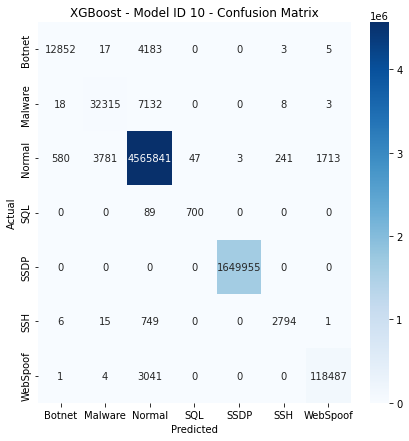 XGBoost - Model ID 10 - Confusion Matrix
1e6
Botnet 12852 17 4183 0 0 3 5
Malware 18 32315 7132 0 0 8 3
Normal 580 3781 4565841 47 3 241 1713
SQL 0 0 89 700 0 0 0
SSDP 0 0 0 0 1649955 0 0
SSH 6 15 749 0 0 2794 1
WebSpoof 1 4 3041 0 0 0 118487
Botnet Malware Normal SQL SSDP SSH WebSpoof
Predicted
Actual
4
3
2
1
0